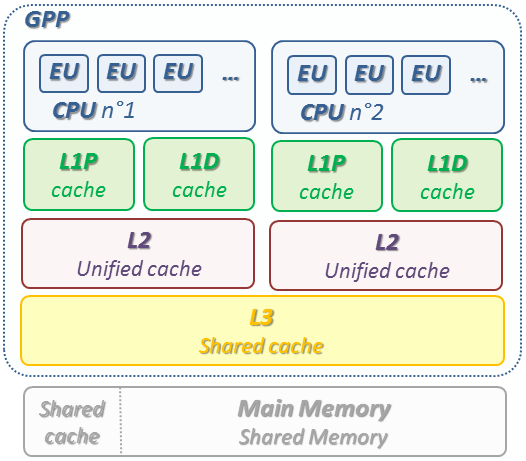 GPP
EU EU EU ...
CPU n°1
EU EU EU ...
CPU n°2
L1P
cache
L1D
cache
L1P
cache
L1D
cache
L2
Unified cache
L2
Unified cache
L3
Shared cache
Shared
cache
Main Memory
Shared Memory